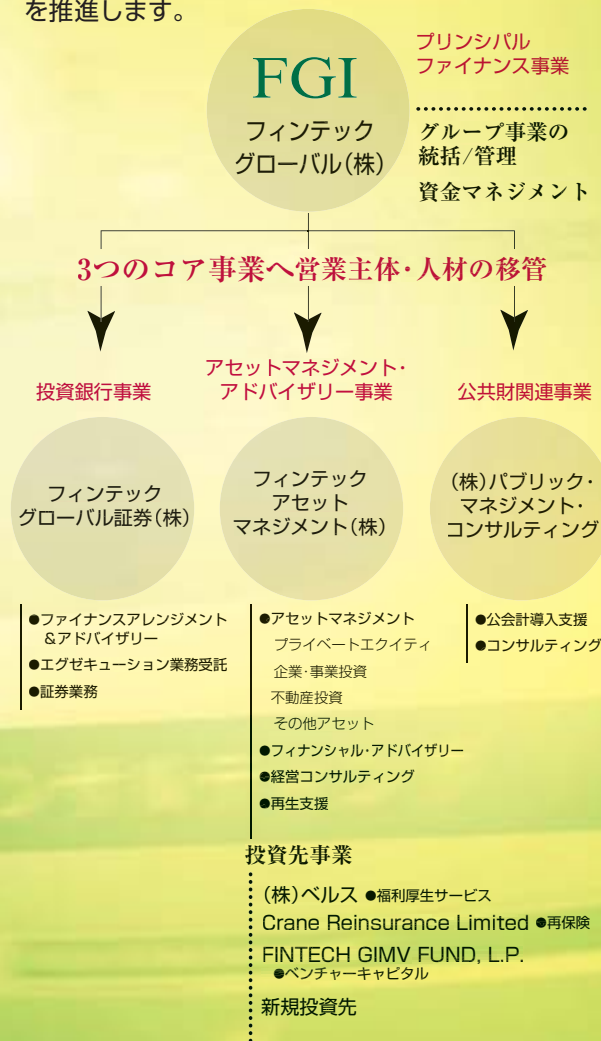 を推進します。
FGI
フィンテック
グローバル(株)
プリンシパル
ファイナンス事業
グループ事業の
統括/管理
資金マネジメント
3つのコア事業へ営業主体・人材の移管
投資銀行事業
フィンテック
グローバル証券(株)
●ファイナンスアレンジメント
&アドバイザリー
●エグゼキューション業務受託
●証券業務
アセットマネジメント・
アドバイザリー事業
フィンテック
アセット
マネジメント(株)
●アセットマネジメント
プライベートエクイティ
企業・事業投資
不動産投資
その他アセット
●フィナンシャル・アドバイザリー
●経営コンサルティング
●再生支援
公共財関連事業
(株)パブリック・
マネジメント・
コンサルティング
●公会計導入支援
●コンサルティング
投資先事業
(株)ベルス ●福利厚生サービス
Crane Reinsurance Limited ●再保険
FINTECH GIMV FUND, L.P.
●ベンチャーキャピタル
新規投資先